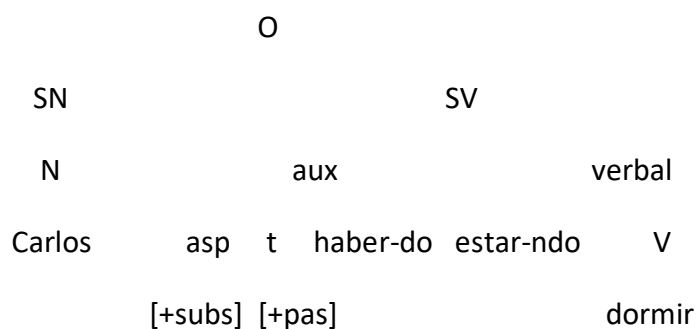 O
SN SV
N aux verbal
Carlos asp t haber-do estar-ndo V
[+subs] [+pas] dormir